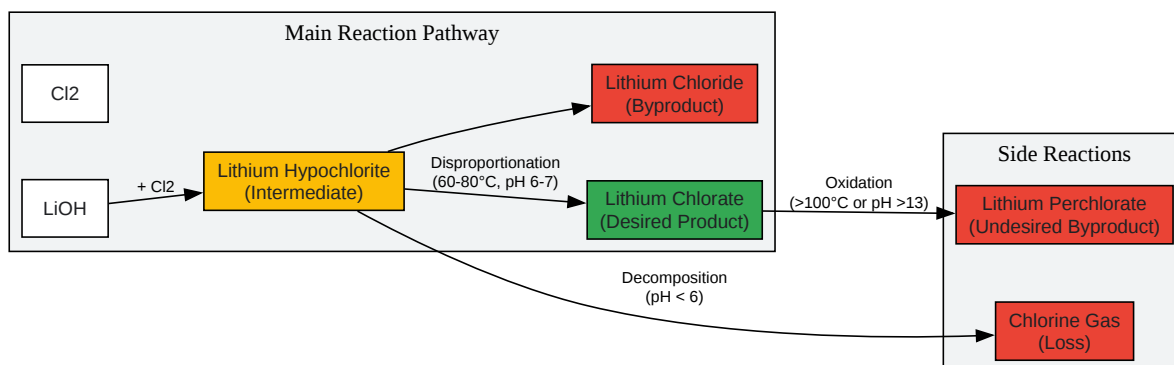 Main Reaction Pathway
Cl2
Lithium Chloride
(Byproduct)
LiOH
+ Cl2
Lithium Hypochlorite
(Intermediate)
Disproportionation
(60-80°C, pH 6-7)
Lithium Chlorate
(Desired Product)
Oxidation
(>100°C or pH >13)
Side Reactions
Lithium Perchlorate
(Undesired Byproduct)
Decomposition
(pH < 6)
Chlorine Gas
(Loss)